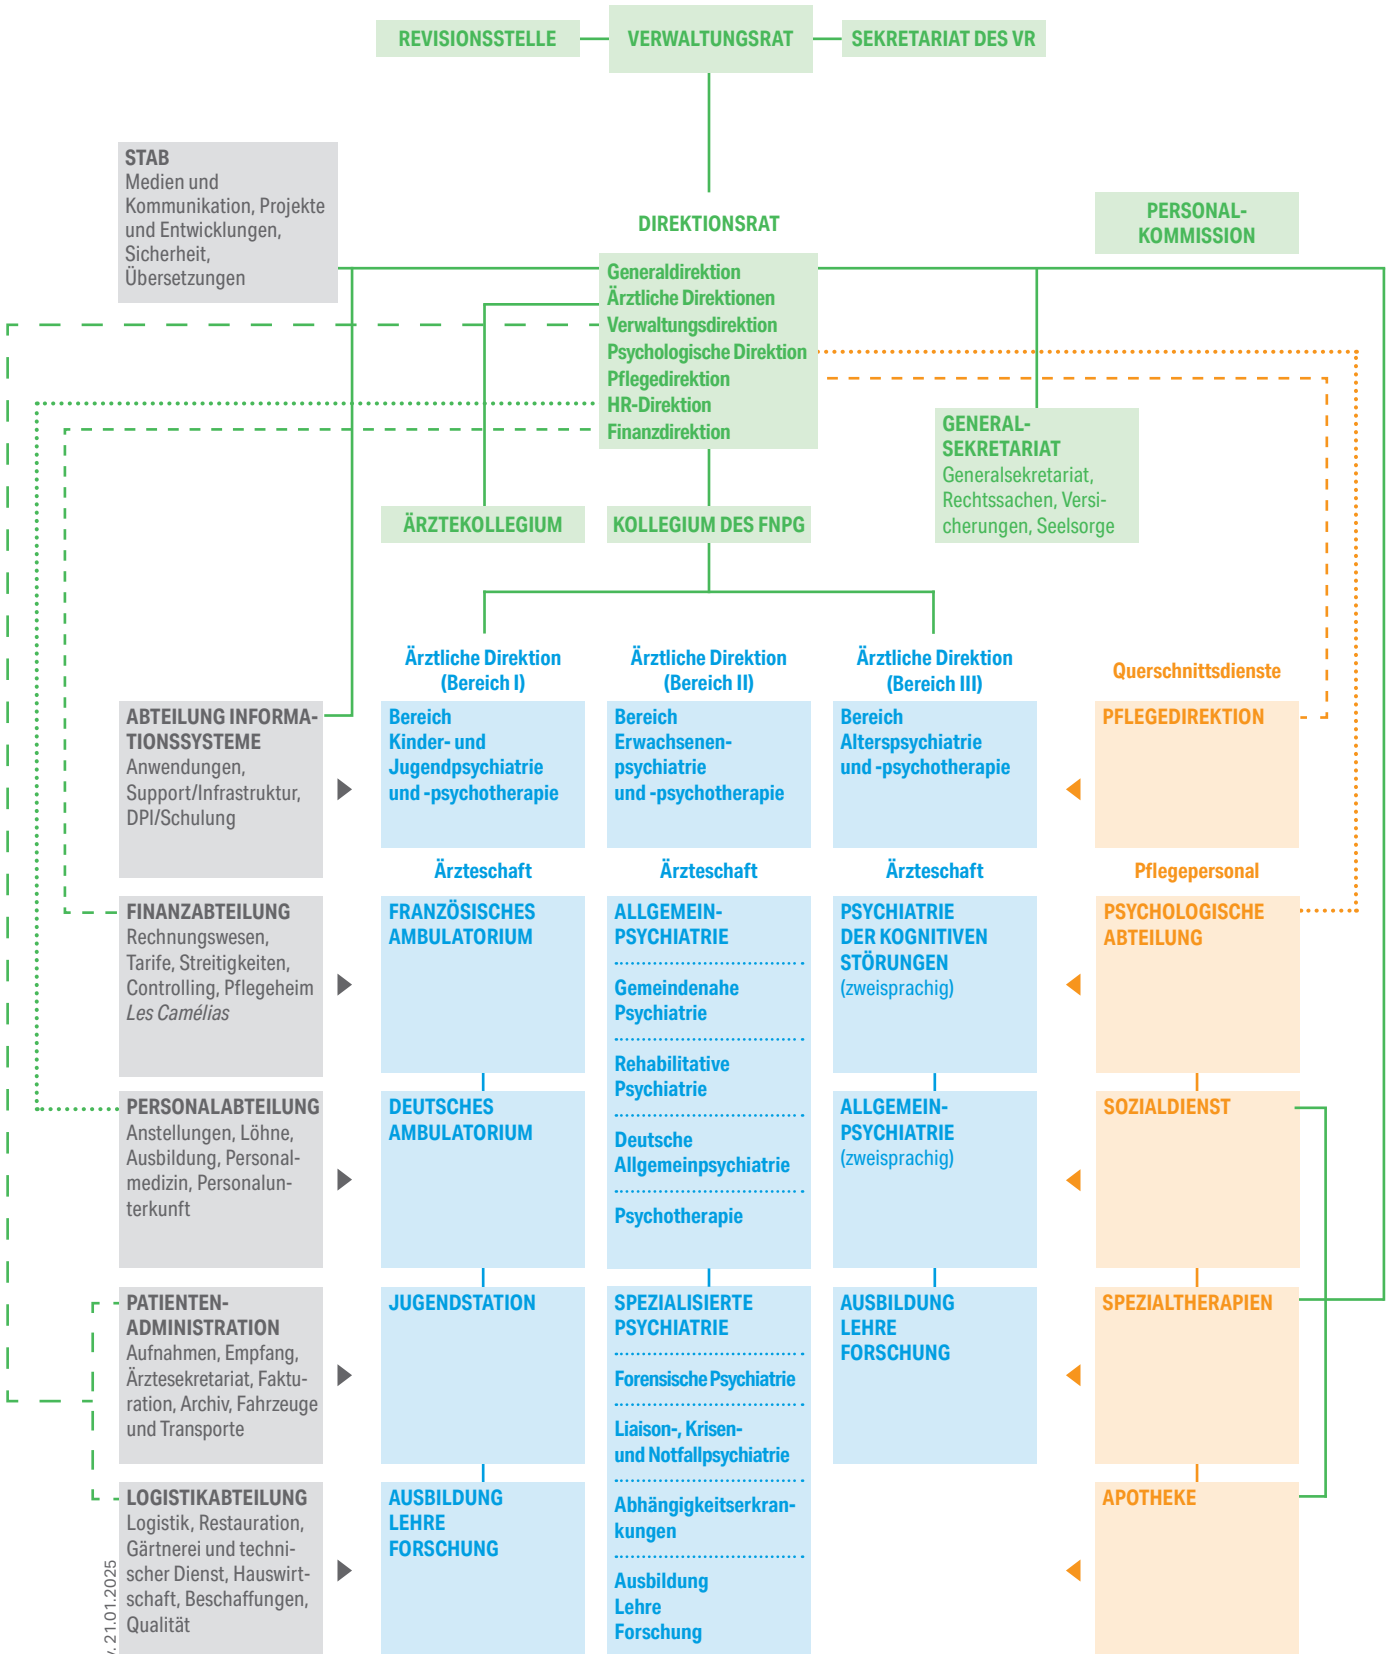 REVISIONSSTELLE
VERWALTUNGSRAT
SEKRETARIAT DES VR
STAB
Medien und
Kommunikation, Projekte
und Entwicklungen,
Sicherheit,
Übersetzungen
DIREKTIONSRAT
Generaldirektion
Ärztliche Direktionen
Verwaltungsdirektion
Psychologische Direktion
Pflegedirektion
HR-Direktion
Finanzdirektion
PERSONAL-
KOMMISSION
GENERAL-
SEKRETARIAT
Generalsekretariat,
Rechtssachen, Versi-
cherungen, Seelsorge
ÄRZTEKOLLEGIUM
KOLLEGIUM DES FNPG
Ärztliche Direktion
(Bereich I)
Ärztliche Direktion
(Bereich II)
Ärztliche Direktion
(Bereich III)
Querschnittsdienste
ABTEILUNG INFORMA-
TIONSSYSTEME
Anwendungen,
Support/Infrastruktur,
DPI/Schulung
Bereich
Kinder- und
Jugendpsychiatrie
und -psychotherapie
Bereich
Erwachsenen-
psychiatrie
und -psychotherapie
Bereich
Alterspsychiatrie
und -psychotherapie
PFLEGEDIREKTION
Ärzteschaft
Ärzteschaft
Ärzteschaft
Pflegepersonal
FINANZABTEILUNG
Rechnungswesen,
Tarife, Streitigkeiten,
Controlling, Pflegeheim
Les Camélias
FRANZÖSISCHES
AMBULATORIUM
ALLGEMEIN-
PSYCHIATRIE
Gemeindenahe
Psychiatrie
Rehabilitative
Psychiatrie
Deutsche
Allgemeinpsychiatrie
Psychotherapie
PSYCHIATRIE
DER KOGNITIVEN
STÖRUNGEN
(zweisprachig)
PSYCHOLOGISCHE
ABTEILUNG
PERSONALABTEILUNG
Anstellungen, Löhne,
Ausbildung, Personal-
medizin, Personalun-
terkunft
DEUTSCHES
AMBULATORIUM
ALLGEMEIN-
PSYCHIATRIE
(zweisprachig)
SOZIALDIENST
PATIENTEN-
ADMINISTRATION
Aufnahmen, Empfang,
Ärztesekretariat, Faktu-
ration, Archiv, Fahrzeuge
und Transporte
JUGENDSTATION
SPEZIALISIERTE
PSYCHIATRIE
Forensische Psychiatrie
Liaison-, Krisen-
und Notfallpsychiatrie
Abhängigkeitserkran-
kungen
Ausbildung
Lehre
Forschung
AUSBILDUNG
LEHRE
FORSCHUNG
SPEZIALTHERAPIEN
LOGISTIKABTEILUNG
Logistik, Restauration,
Gärtnerei und techni-
scher Dienst, Hauswirt-
schaft, Beschaffungen,
Qualität
AUSBILDUNG
LEHRE
FORSCHUNG
APOTHEKE
21.01.2025